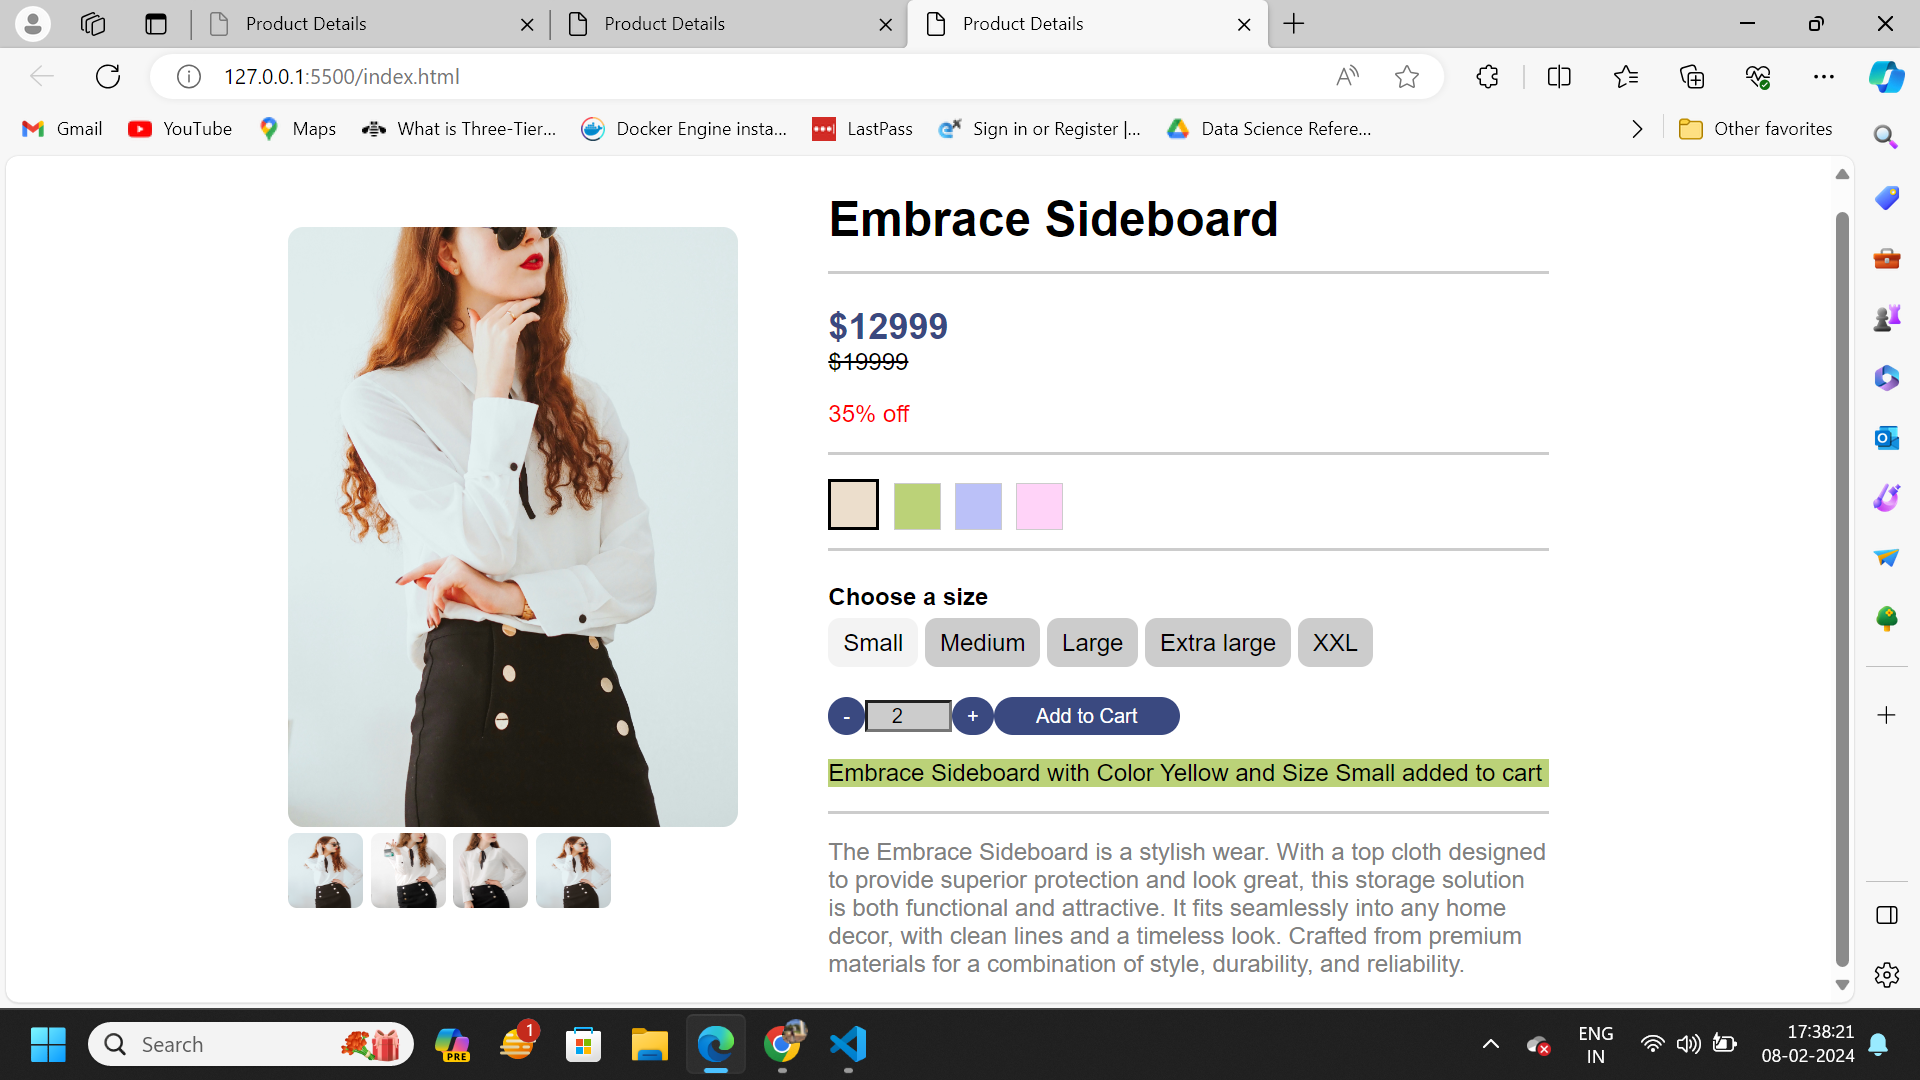 Product Details
Product Details
Product Details
127.0.0.1:5500/index.html
Gmail
YouTube
Maps
What is Three-Tier...
Docker Engine insta...
LastPass
Sign in or Register |...
Data Science Refere...
Other favorites
Embrace Sideboard
$12999
$19999
35% off
Choose a size
Small Medium Large Extra large XXL
- 2 + Add to Cart
Embrace Sideboard with Color Yellow and Size Small added to cart
The Embrace Sideboard is a stylish wear. With a top cloth designed
to provide superior protection and look great, this storage solution
is both functional and attractive. It fits seamlessly into any home
decor, with clean lines and a timeless look. Crafted from premium
materials for a combination of style, durability, and reliability.
Search
PRE
1
ENG
IN
17:38:21
08-02-2024